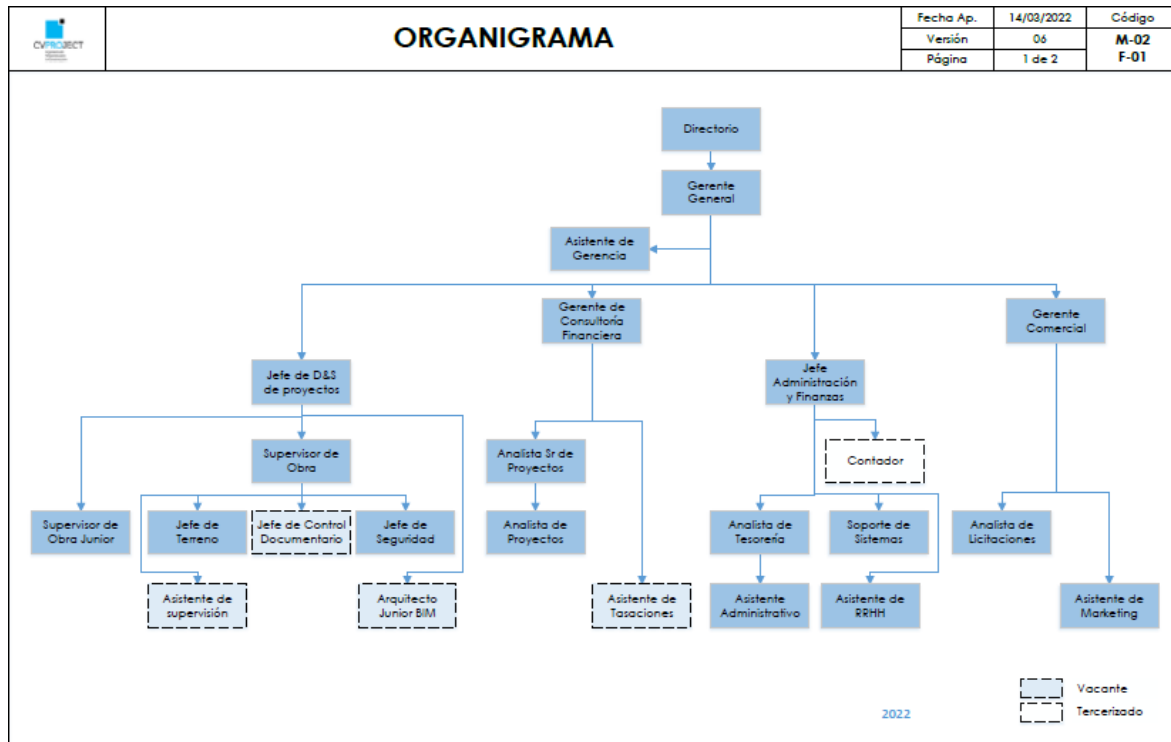 CVPROJECT
ORGANIGRAMA
Fecha Ap. 14/03/2022 Código
Versión 06 M-02
Página 1 de 2 F-01
Directorio
Gerente
General
Asistente de
Gerencia
Gerente de
Consultoría
Financiera
Gerente
Comercial
Jefe de D&S
de proyectos
Jefe
Administración
y Finanzas
Supervisor de
Obra
Analista Sr de
Proyectos
Contador
Supervisor de
Obra Junior
Jefe de
Terreno
Jefe de Control
Documentario
Jefe de
Seguridad
Analista de
Proyectos
Analista de
Tesorería
Soporte de
Sistemas
Analista de
Licitaciones
Asistente de
supervisión
Arquitecto
Junior BIM
Asistente de
Tasaciones
Asistente
Administrativo
Asistente de
RRHH
Asistente de
Marketing
Vacante
Tercerizado
2022